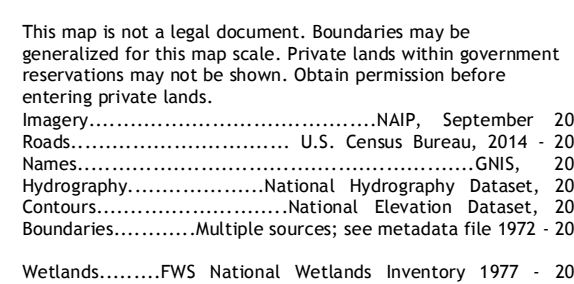 This map is not a legal document. Boundaries may be
generalized for this map scale. Private lands within government
reservations may not be shown. Obtain permission before
entering private lands.
Imagery..........................................NAIP, September 20
Roads................................ U.S. Census Bureau, 2014 - 20
Names......................................................GNIS, 20
Hydrography....................National Hydrography Dataset, 20
Contours............................National Elevation Dataset, 20
Boundaries............Multiple sources; see metadata file 1972 - 20
Wetlands.........FWS National Wetlands Inventory 1977 - 20